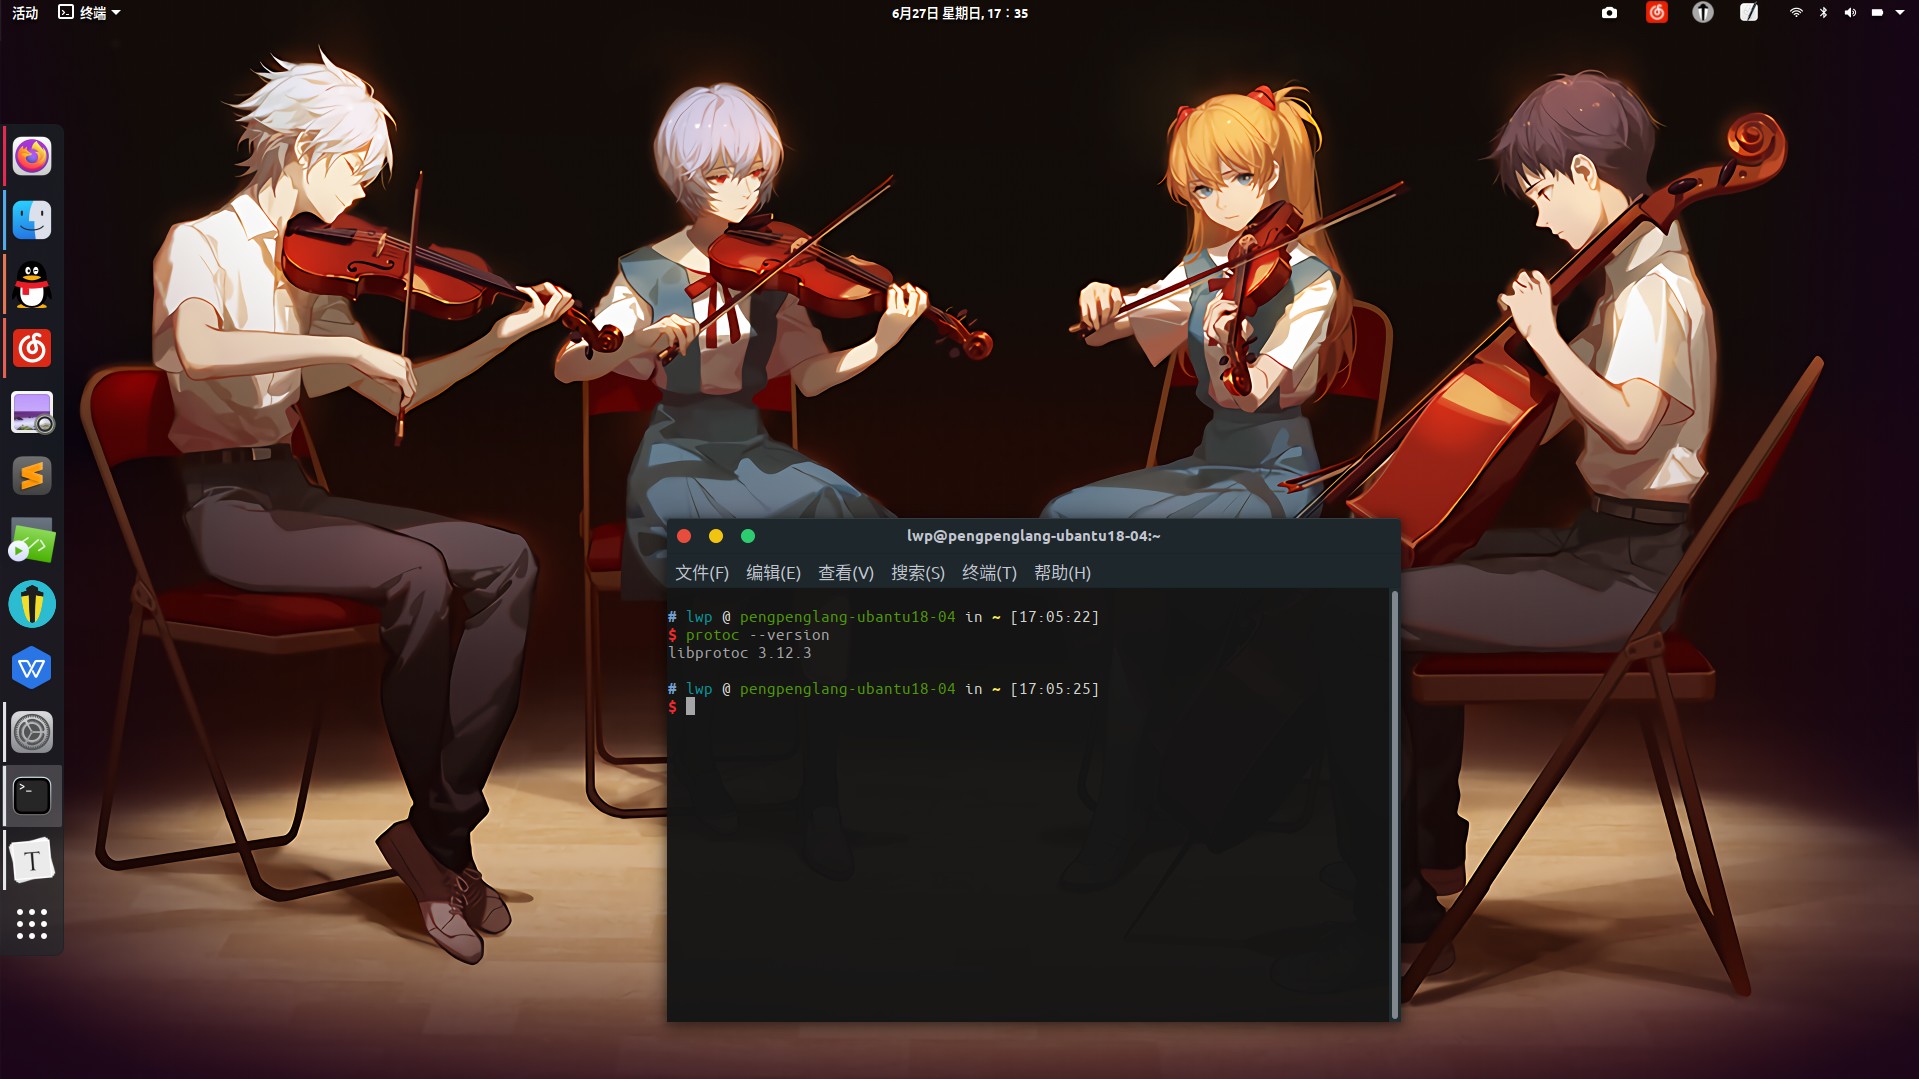 活动 终端 6月27日 星期日, 17：35
lwp@pengpenglang-ubantu18-04:~
文件(F) 编辑(E) 查看(V) 搜索(S) 终端(T) 帮助(H)
# lwp @ pengpenglang-ubantu18-04 in ~ [17:05:22]
$ protoc --version
libprotoc 3.12.3
# lwp @ pengpenglang-ubantu18-04 in ~ [17:05:25]
$
T